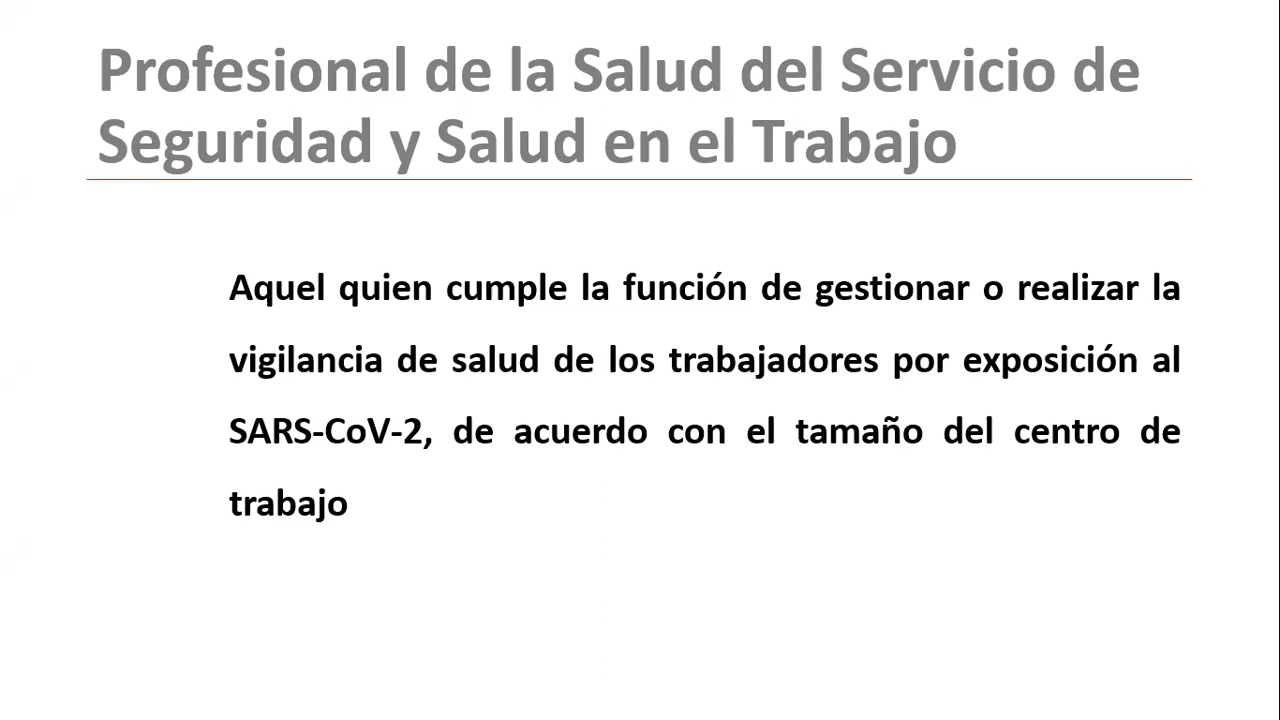 Profesional de la Salud del Servicio de
Seguridad y Salud en el Trabajo
Aquel quien cumple la función de gestionar o realizar la
vigilancia de salud de los trabajadores por exposición al
SARS-CoV-2, de acuerdo con el tamaño del centro de
trabajo